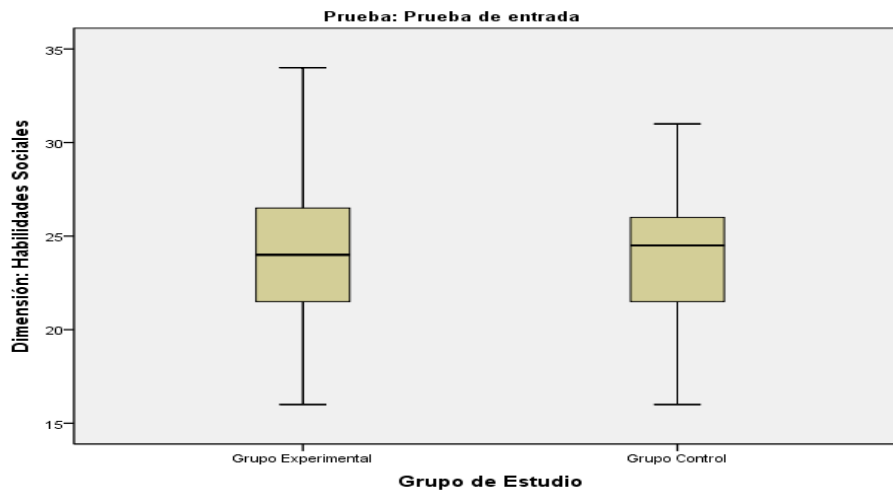 Prueba: Prueba de entrada
Dimensión: Habilidades Sociales
35
30
25
20
15
Grupo Experimental
Grupo Control
Grupo de Estudio